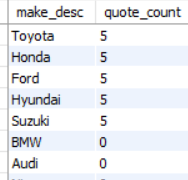 make_desc quote_count
Toyota 5
Honda 5
Ford 5
Hyundai 5
Suzuki 5
BMW 0
Audi 0